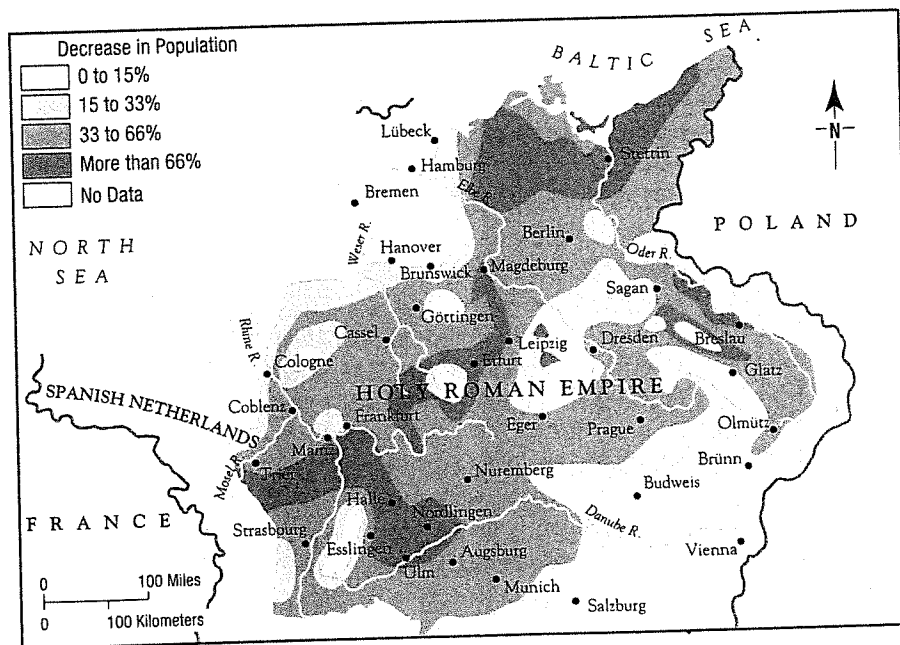 Decrease in Population
0 to 15%
15 to 33%
33 to 66%
More than 66%
No Data
BALTIC SEA
N
Lübeck
Hamburg
Stettin
Bremen
Elbe R.
POLAND
NORTH
SEA
Weser R.
Hanover
Berlin
Oder R.
Brunswick
Magdeburg
Sagan
Göttingen
Rhine R.
Cassel
Leipzig
Dresden
Breslau
Cologne
Erfurt
Glatz
HOLY ROMAN EMPIRE
SPANISH NETHERLANDS
Coblenz
Frankfurt
Eger
Prague
Olmütz
Mainz
Mosel R.
Brünn
Nuremberg
Budweis
FRANCE
Halle
Nördlingen
Danube R.
Strasbourg
Esslingen
Vienna
Ulm
Augsburg
Munich
Salzburg
0 100 Miles
0 100 Kilometers